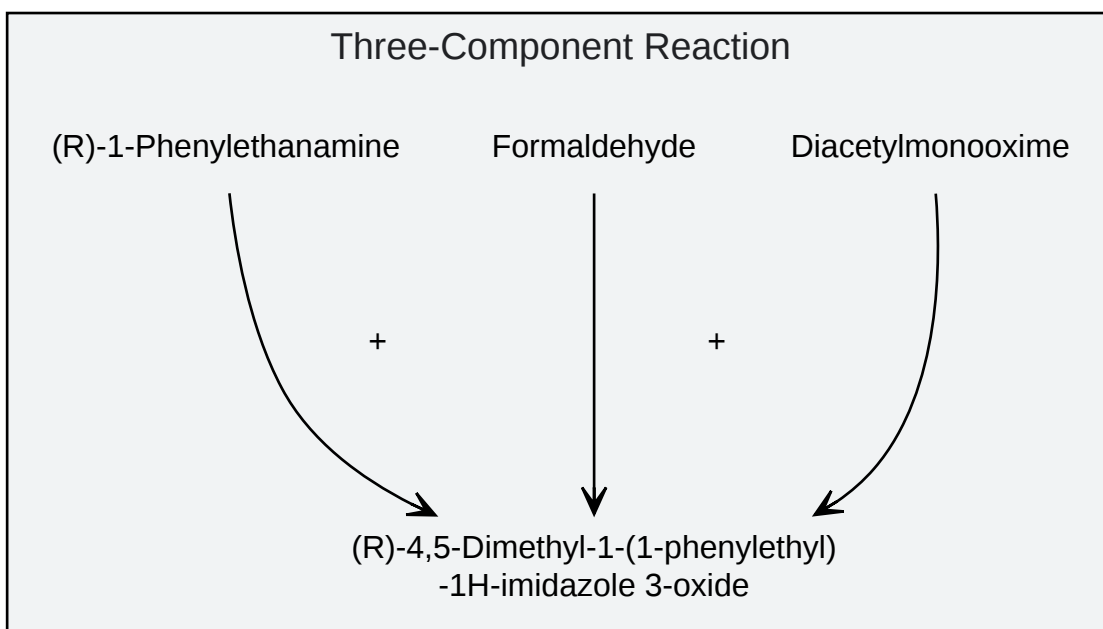 Three-Component Reaction
(R)-1-Phenylethanamine
Formaldehyde
Diacetylmonooxime
+
+
(R)-4,5-Dimethyl-1-(1-phenylethyl)
-1H-imidazole 3-oxide